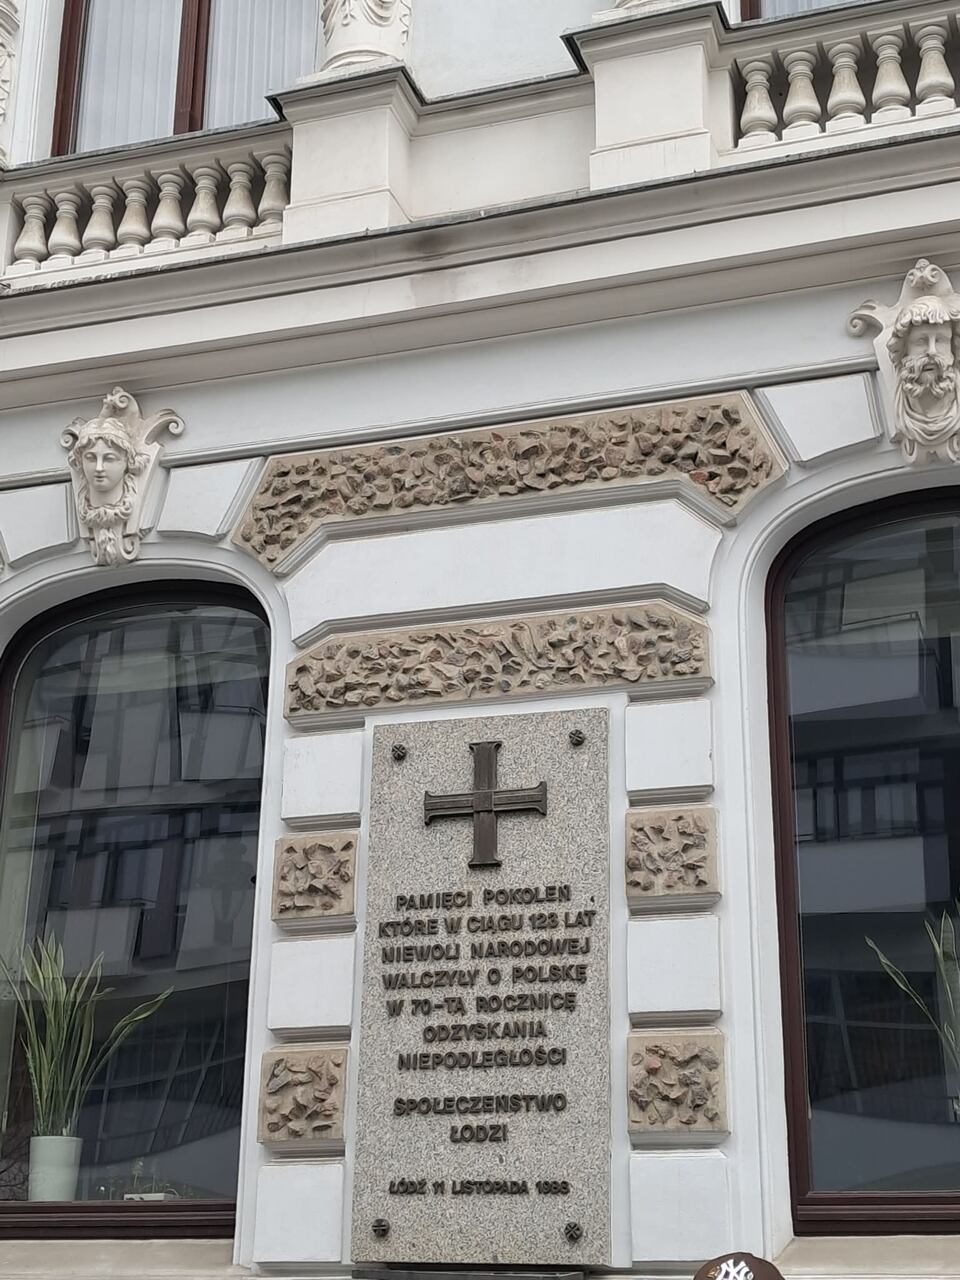 PAMIĘCI POKOLEŃ
KTÓRE W CIĄGU 123 LAT
NIEWOLI NARODOWEJ
WALCZYŁY O POLSKĘ
W 70-TĄ ROCZNICĘ
ODZYSKANIA
NIEPODLEGŁOŚCI
SPOŁECZEŃSTWO
ŁODZI
ŁÓDŹ 11 LISTOPADA 1988
NY